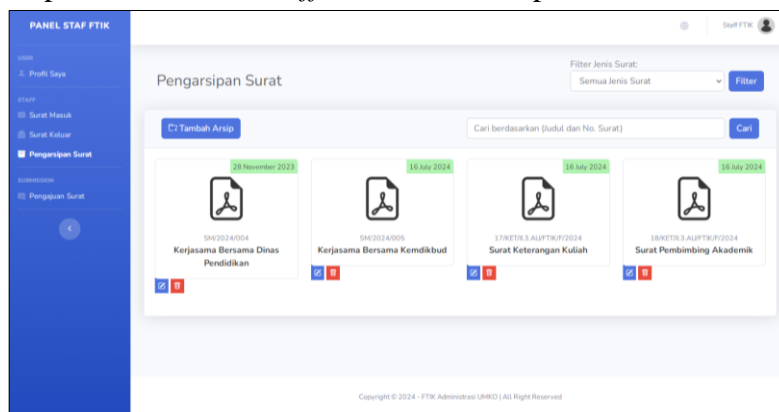 PANEL STAF FTIK
Staff FTIK
USER
Profil Saya
STAFF
Surat Masuk
Surat Keluar
Pengarsipan Surat
SUBMISSION
Pengajuan Surat
Pengarsipan Surat
Filter Jenis Surat:
Semua Jenis Surat
Filter
Tambah Arsip
Cari berdasarkan (Judul dan No. Surat)
Cari
28 November 2023
SM/2024/004
Kerjasama Bersama Dinas
Pendidikan
16 July 2024
SM/2024/005
Kerjasama Bersama Kemdikbud
16 July 2024
17/KET/II.3.AU/FTIK/F/2024
Surat Keterangan Kuliah
16 July 2024
18/KET/II.3.AU/FTIK/F/2024
Surat Pembimbing Akademik
Copyright © 2024 - FTIK Administrasi UMKO | All Right Reserved